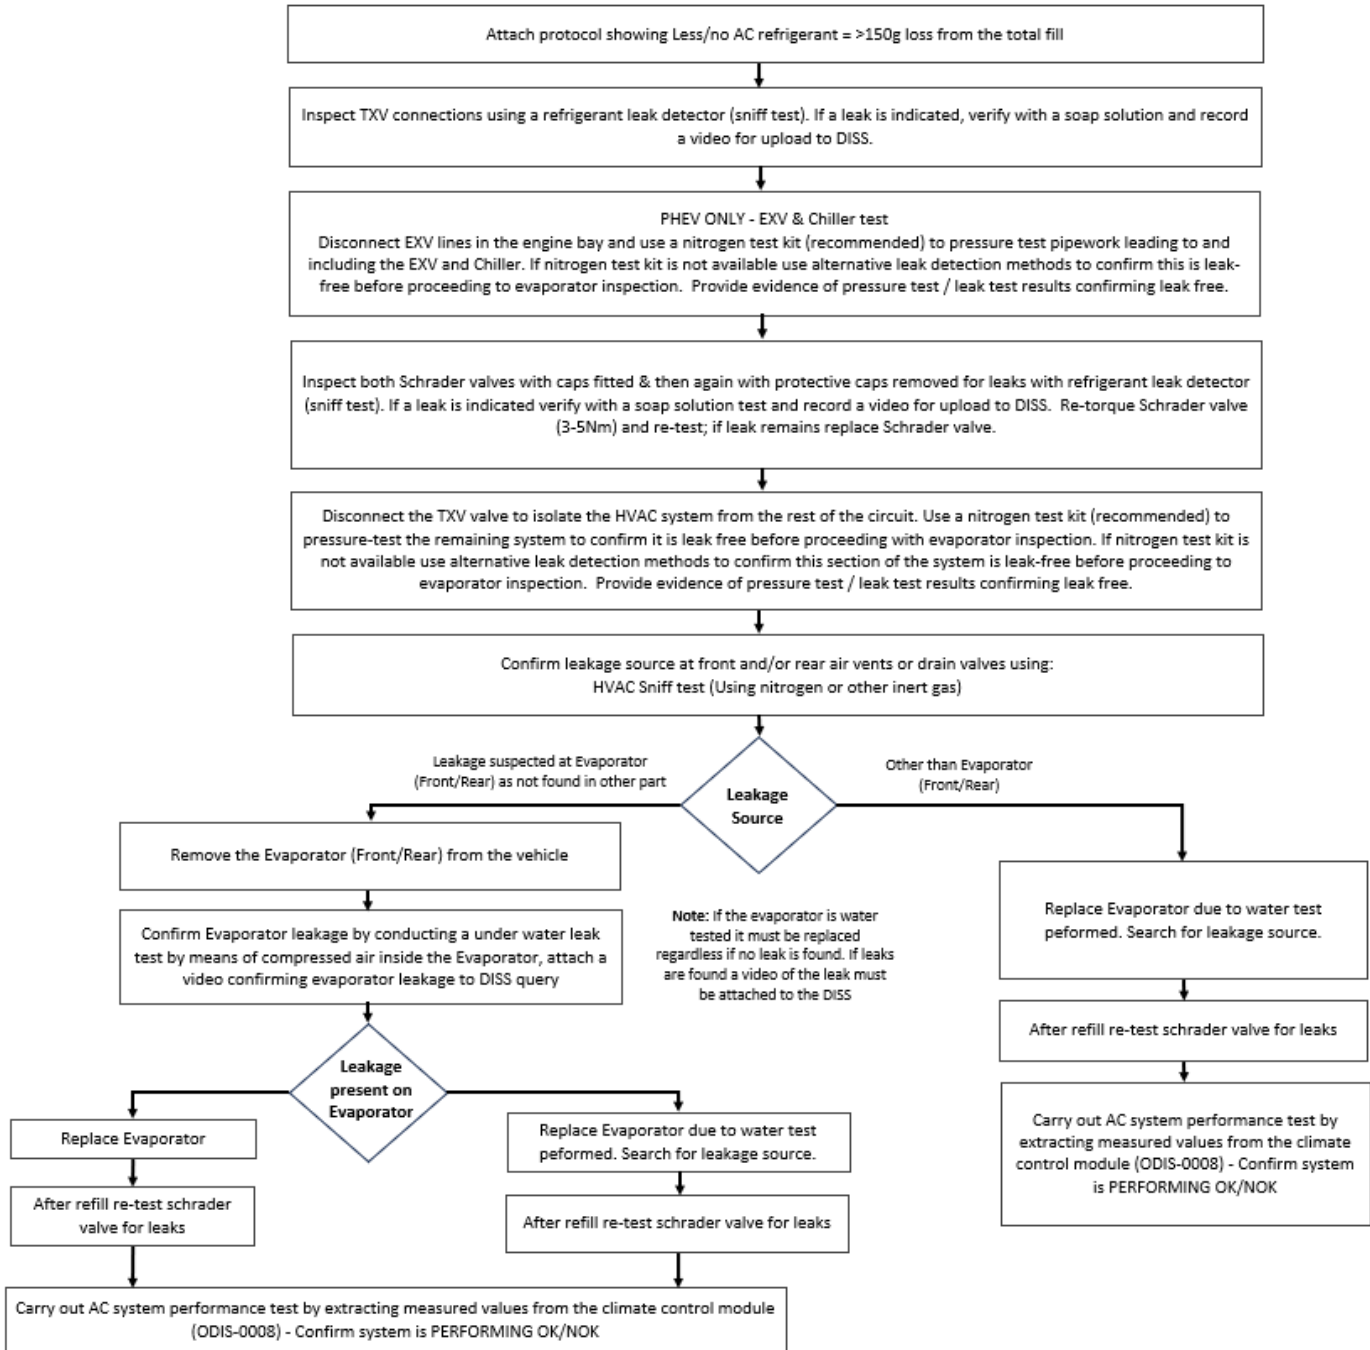 Attach protocol showing Less/no AC refrigerant = >150g loss from the total fill
Inspect TXV connections using a refrigerant leak detector (sniff test). If a leak is indicated, verify with a soap solution and record
a video for upload to DISS.
PHEV ONLY - EXV & Chiller test
Disconnect EXV lines in the engine bay and use a nitrogen test kit (recommended) to pressure test pipework leading to and
including the EXV and Chiller. If nitrogen test kit is not available use alternative leak detection methods to confirm this is leak-
free before proceeding to evaporator inspection.  Provide evidence of pressure test / leak test results confirming leak free.
Inspect both Schrader valves with caps fitted & then again with protective caps removed for leaks with refrigerant leak detector
(sniff test). If a leak is indicated verify with a soap solution test and record a video for upload to DISS.  Re-torque Schrader valve
(3-5Nm) and re-test; if leak remains replace Schrader valve.
Disconnect the TXV valve to isolate the HVAC system from the rest of the circuit. Use a nitrogen test kit (recommended) to
pressure-test the remaining system to confirm it is leak free before proceeding with evaporator inspection. If nitrogen test kit is
not available use alternative leak detection methods to confirm this section of the system is leak-free before proceeding to
evaporator inspection.  Provide evidence of pressure test / leak test results confirming leak free.
Confirm leakage source at front and/or rear air vents or drain valves using:
HVAC Sniff test (Using nitrogen or other inert gas)
Leakage suspected at Evaporator
(Front/Rear) as not found in other part
Leakage
Source
Other than Evaporator
(Front/Rear)
Remove the Evaporator (Front/Rear) from the vehicle
Confirm Evaporator leakage by conducting a under water leak
test by means of compressed air inside the Evaporator, attach a
video confirming evaporator leakage to DISS query
Note: If the evaporator is water
tested it must be replaced
regardless if no leak is found. If leaks
are found a video of the leak must
be attached to the DISS
Replace Evaporator due to water test
peformed. Search for leakage source.
After refill re-test schrader valve for leaks
Carry out AC system performance test by
extracting measured values from the climate
control module (ODIS-0008) - Confirm system
is PERFORMING OK/NOK
Leakage
present on
Evaporator
Replace Evaporator
After refill re-test schrader
valve for leaks
Replace Evaporator due to water test
peformed. Search for leakage source.
After refill re-test schrader valve for leaks
Carry out AC system performance test by extracting measured values from the climate control module
(ODIS-0008) - Confirm system is PERFORMING OK/NOK